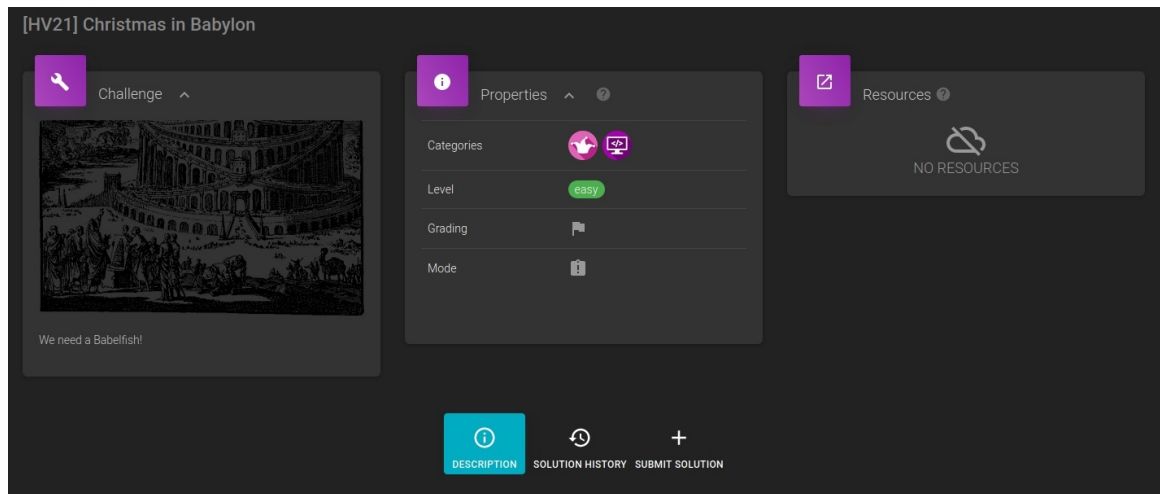 [HV21] Christmas in Babylon
Challenge
We need a Babelfish!
Properties
Categories
Level
easy
Grading
Mode
Resources
NO RESOURCES
DESCRIPTION
SOLUTION HISTORY
SUBMIT SOLUTION